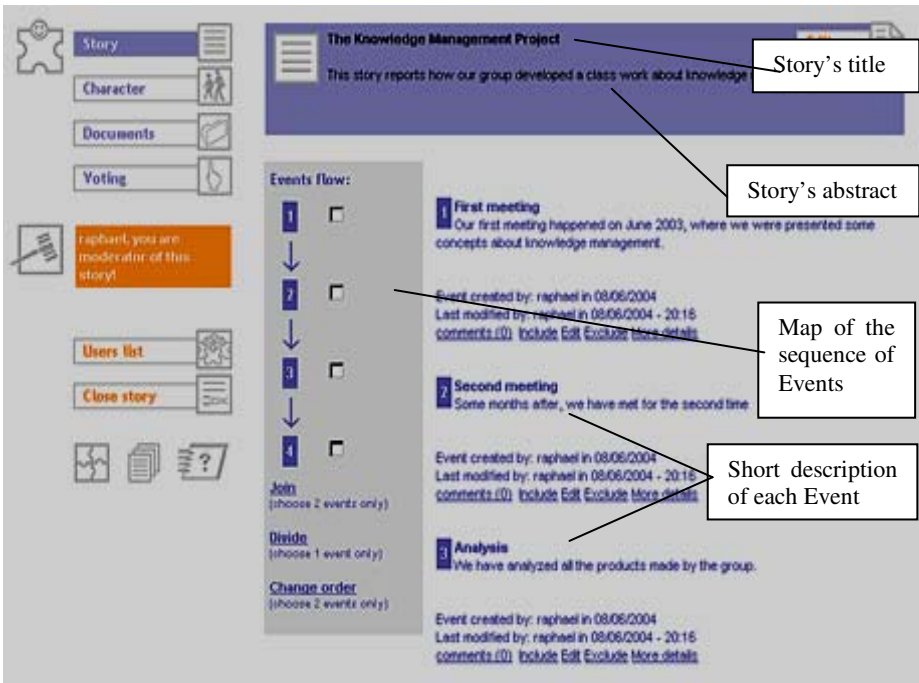 Story
Character
Documents
Voting
raphael, you are
moderator of this
story!
Users list
Close story
?
The Knowledge Management Project
This story reports how our group developed a class work about knowledge
Story's title
Story's abstract
Events flow:
1
2
3
4
Join
(choose 2 events only)
Divide
(choose 1 event only)
Change order
(choose 2 events only)
1 First meeting
Our first meeting happened on June 2003, where we were presented some
concepts about knowledge management.
Event created by: raphael in 08/06/2004
Last modified by: raphael in 08/06/2004 - 20:16
comments (0) Include Edit Exclude More details
Map of the
sequence of
Events
2 Second meeting
Some months after, we have met for the second time
Event created by: raphael in 08/06/2004
Last modified by: raphael in 08/06/2004 - 20:16
comments (0) Include Edit Exclude More details
Short description
of each Event
3 Analysis
We have analyzed all the products made by the group.
Event created by: raphael in 08/06/2004
Last modified by: raphael in 08/06/2004 - 20:16
comments (0) Include Edit Exclude More details